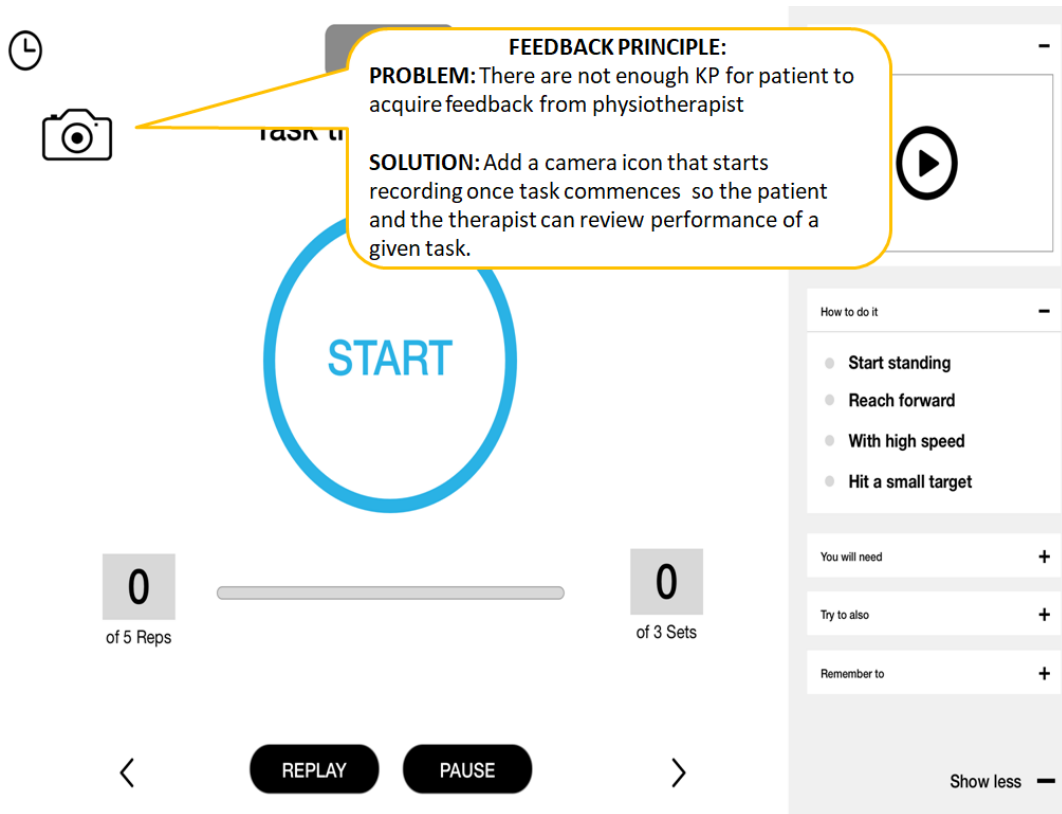 FEEDBACK PRINCIPLE:
PROBLEM: There are not enough KP for patient to
acquire feedback from physiotherapist
SOLUTION: Add a camera icon that starts
recording once task commences so the patient
and the therapist can review performance of a
given task.
Task
START
0
of 5 Reps
0
of 3 Sets
REPLAY
PAUSE
How to do it
Start standing
Reach forward
With high speed
Hit a small target
You will need
Try to also
Remember to
Show less